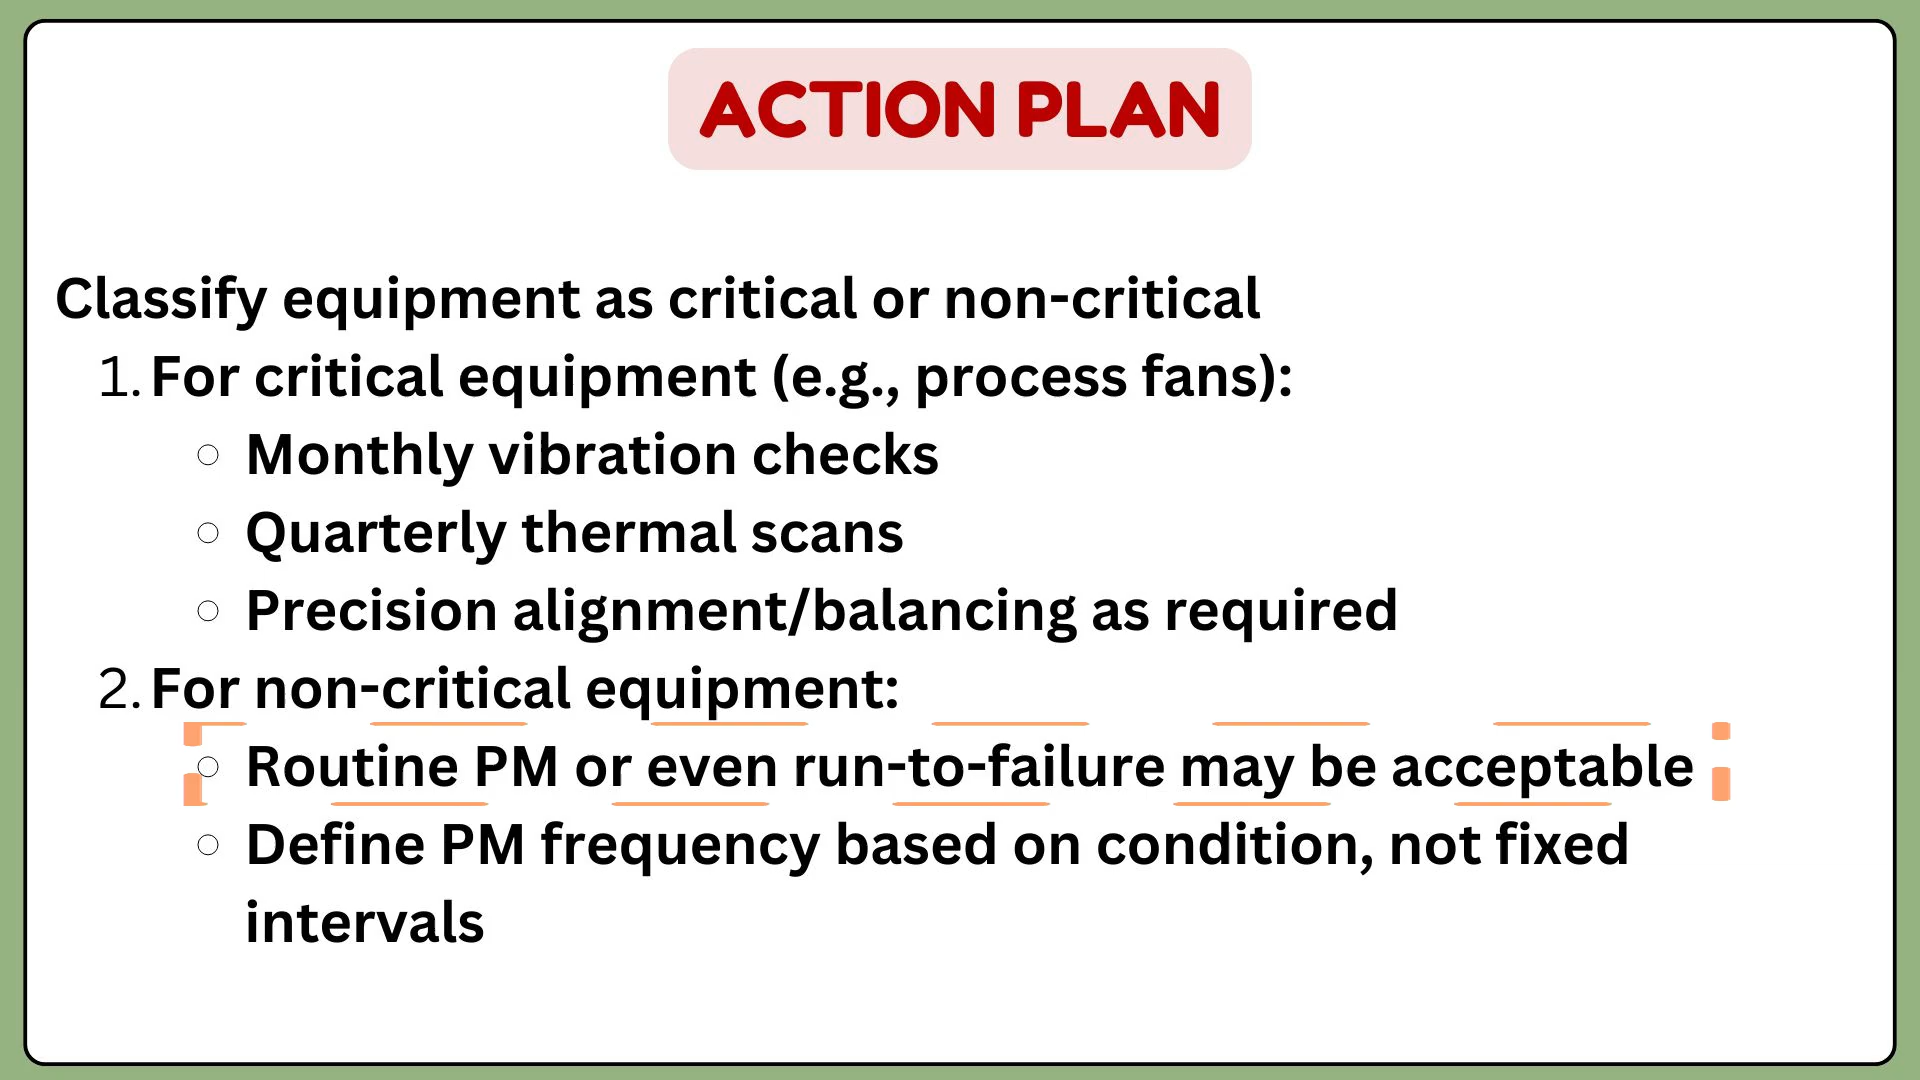 ACTION PLAN
Classify equipment as critical or non-critical
1. For critical equipment (e.g., process fans):
○ Monthly vibration checks
○ Quarterly thermal scans
○ Precision alignment/balancing as required
2. For non-critical equipment:
○ Routine PM or even run-to-failure may be acceptable
○ Define PM frequency based on condition, not fixed
intervals